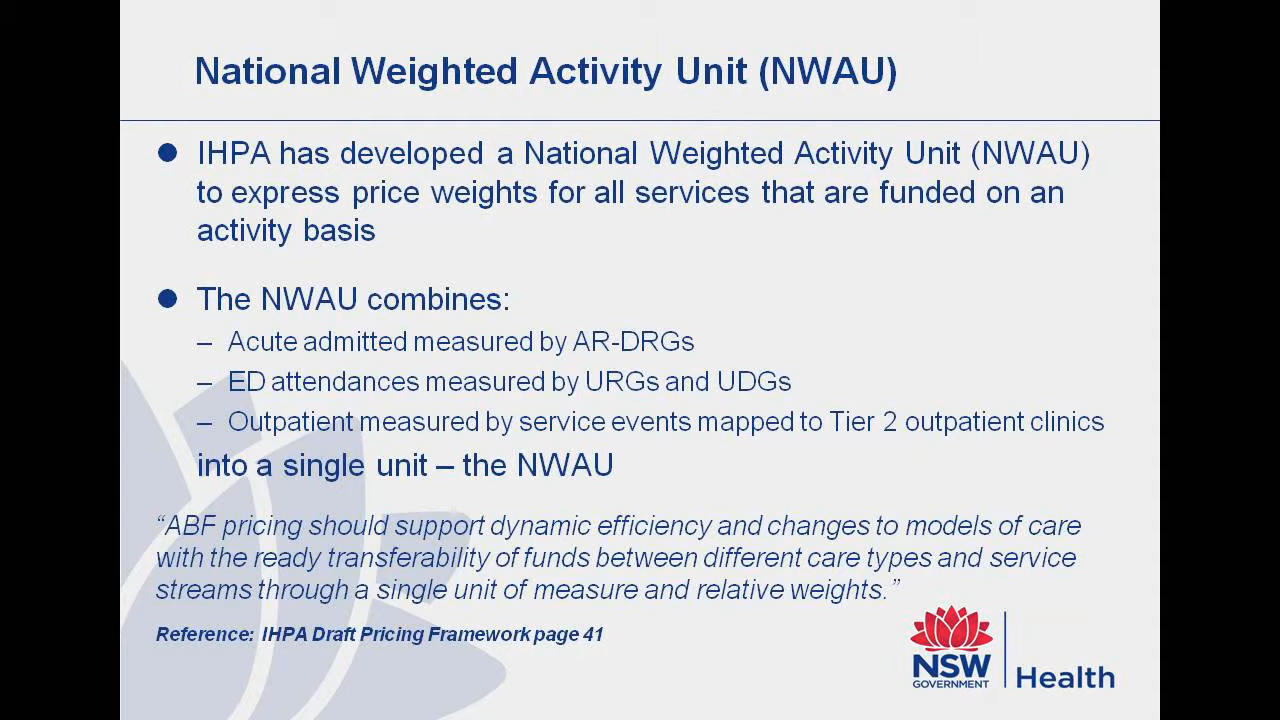 National Weighted Activity Unit (NWAU)
● IHPA has developed a National Weighted Activity Unit (NWAU)
to express price weights for all services that are funded on an
activity basis
● The NWAU combines:
– Acute admitted measured by AR-DRGs
– ED attendances measured by URGs and UDGs
– Outpatient measured by service events mapped to Tier 2 outpatient clinics
into a single unit – the NWAU
“ABF pricing should support dynamic efficiency and changes to models of care
with the ready transferability of funds between different care types and service
streams through a single unit of measure and relative weights.”
Reference: IHPA Draft Pricing Framework page 41
NSW
GOVERNMENT
Health